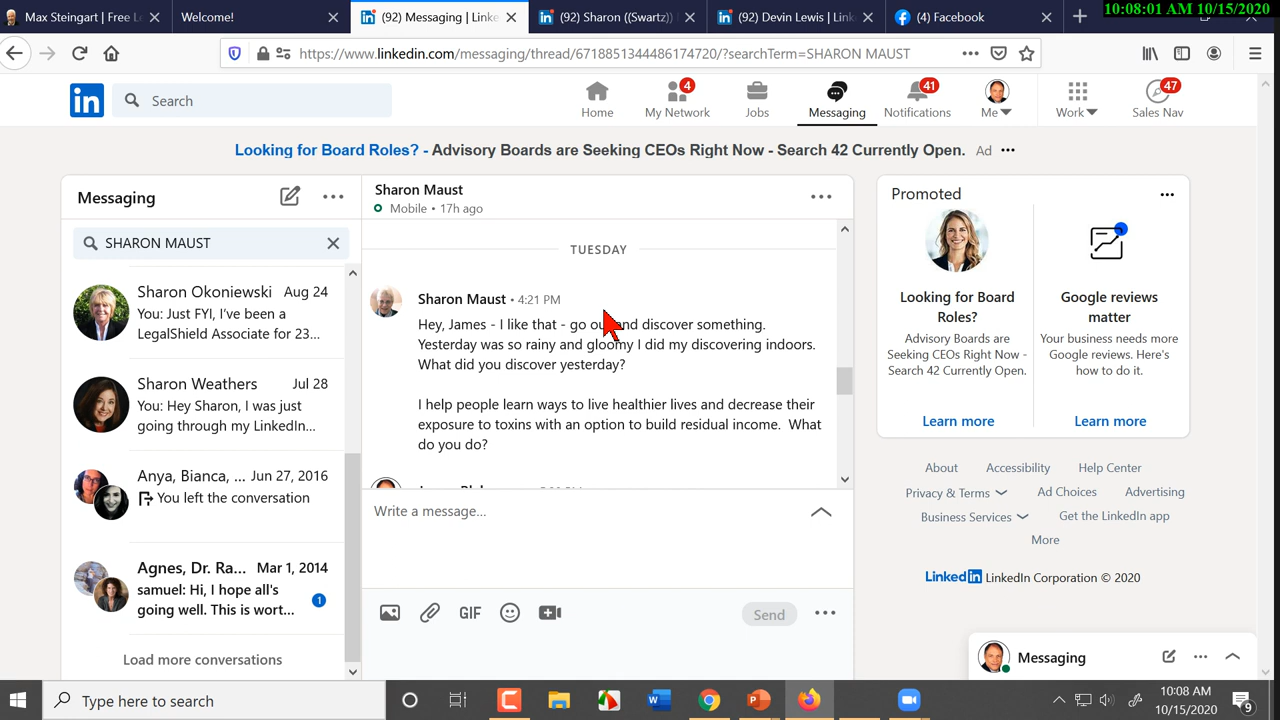 10:08:01 AM 10/15/2020
Max Steingart | Free L
Welcome!
(92) Messaging | Linke
(92) Sharon ((Swartz)
(92) Devin Lewis | Link
(4) Facebook
https://www.linkedin.com/messaging/thread/6718851344486174720/?searchTerm=SHARON MAUST
in
Search
4
41
47
Home
My Network
Jobs
Messaging
Notifications
Me
Work
Sales Nav
Looking for Board Roles? - Advisory Boards are Seeking CEOs Right Now - Search 42 Currently Open. Ad
Messaging
SHARON MAUST
Sharon Okoniewski Aug 24
You: Just FYI, I've been a
LegalShield Associate for 23...
Sharon Weathers Jul 28
You: Hey Sharon, I was just
going through my LinkedIn...
Anya, Bianca, ... Jun 27, 2016
You left the conversation
Agnes, Dr. Ra... Mar 1, 2014
samuel: Hi, I hope all's
going well. This is wort...
1
Load more conversations
Sharon Maust
Mobile • 17h ago
TUESDAY
Sharon Maust • 4:21 PM
Hey, James - I like that - go out and discover something.
Yesterday was so rainy and gloomy I did my discovering indoors.
What did you discover yesterday?
I help people learn ways to live healthier lives and decrease their
exposure to toxins with an option to build residual income. What
do you do?
Write a message...
GIF
Send
Promoted
Looking for Board
Roles?
Advisory Boards are
Seeking CEOs Right Now -
Search 42 Currently Open.
Learn more
Google reviews
matter
Your business needs more
Google reviews. Here's
how to do it.
Learn more
About
Accessibility
Help Center
Privacy & Terms
Ad Choices
Advertising
Business Services
Get the LinkedIn app
More
Linked in LinkedIn Corporation © 2020
Messaging
Type here to search
10:08 AM
10/15/2020
9